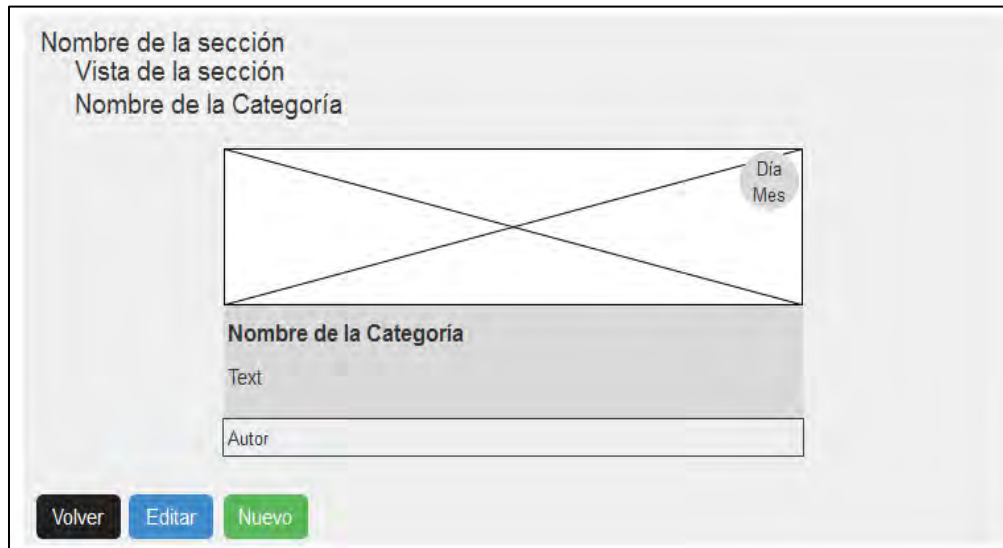 Nombre de la sección
Vista de la sección
Nombre de la Categoría
Día
Mes
Nombre de la Categoría
Text
Autor
Volver Editar Nuevo